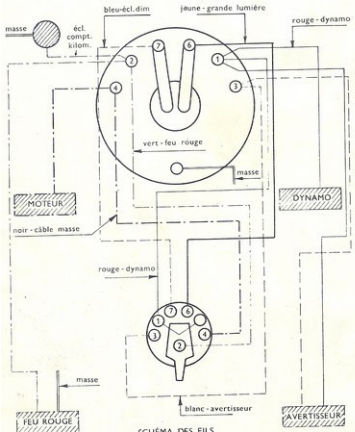 bleu-écl.dim
jeune-grande lumière
rouge-dynamo
masse
écl.
compt.
kilom.
7
6
2
1
4
3
vert-feu rouge
masse
MOTEUR
DYNAMO
noir-câble masse
rouge-dynamo
7
6
1
3
4
2
masse
blanc-avertisseur
FEU ROUGE
AVERTISSEUR
SCHÉMA DES FILS